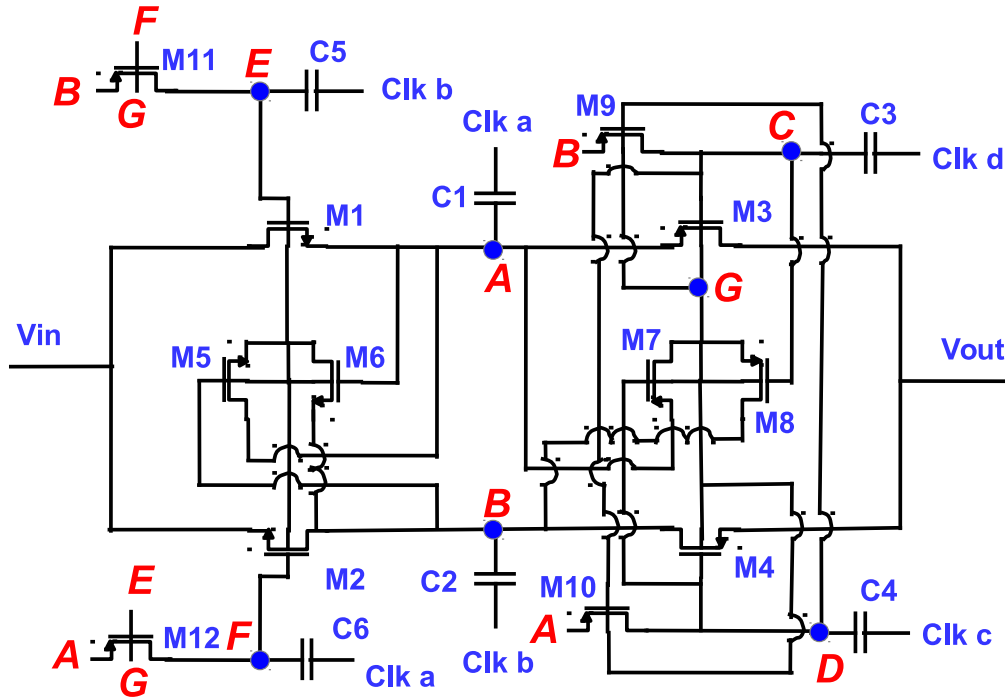 F
M11
E
C5
B
Clk b
G
Clk a
M9
C
C3
B
Clk d
M1
C1
M3
A
G
Vin
M5
M6
M7
Vout
M8
B
M2
C2
M10
M4
C4
E
M12
F
C6
A
Clk c
A
G
Clk a
Clk b
D